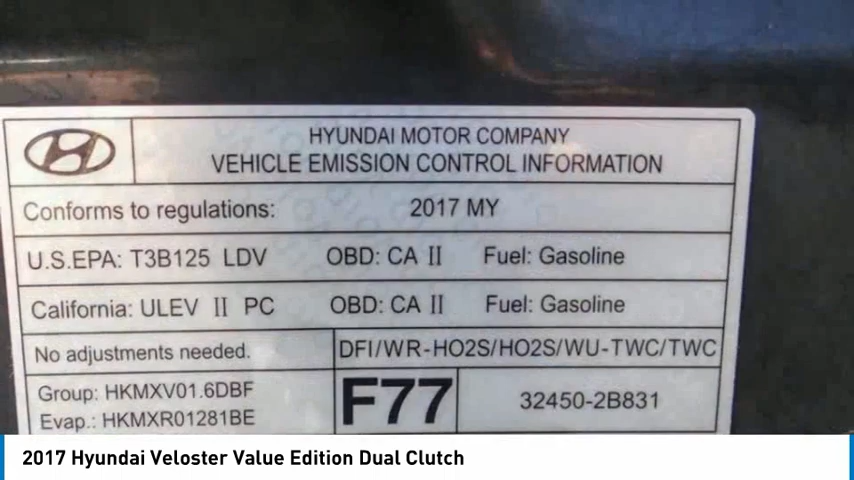 HYUNDAI MOTOR COMPANY
VEHICLE EMISSION CONTROL INFORMATION
Conforms to regulations: 2017 MY
U.S.EPA: T3B125 LDV OBD: CA II Fuel: Gasoline
California: ULEV II PC OBD: CA II Fuel: Gasoline
No adjustments needed. DFI/WR-HO2S/HO2S/WU-TWC/TWC
Group: HKMXV01.6DBF
Evap.: HKMXR01281BE
F77 32450-2B831
2017 Hyundai Veloster Value Edition Dual Clutch